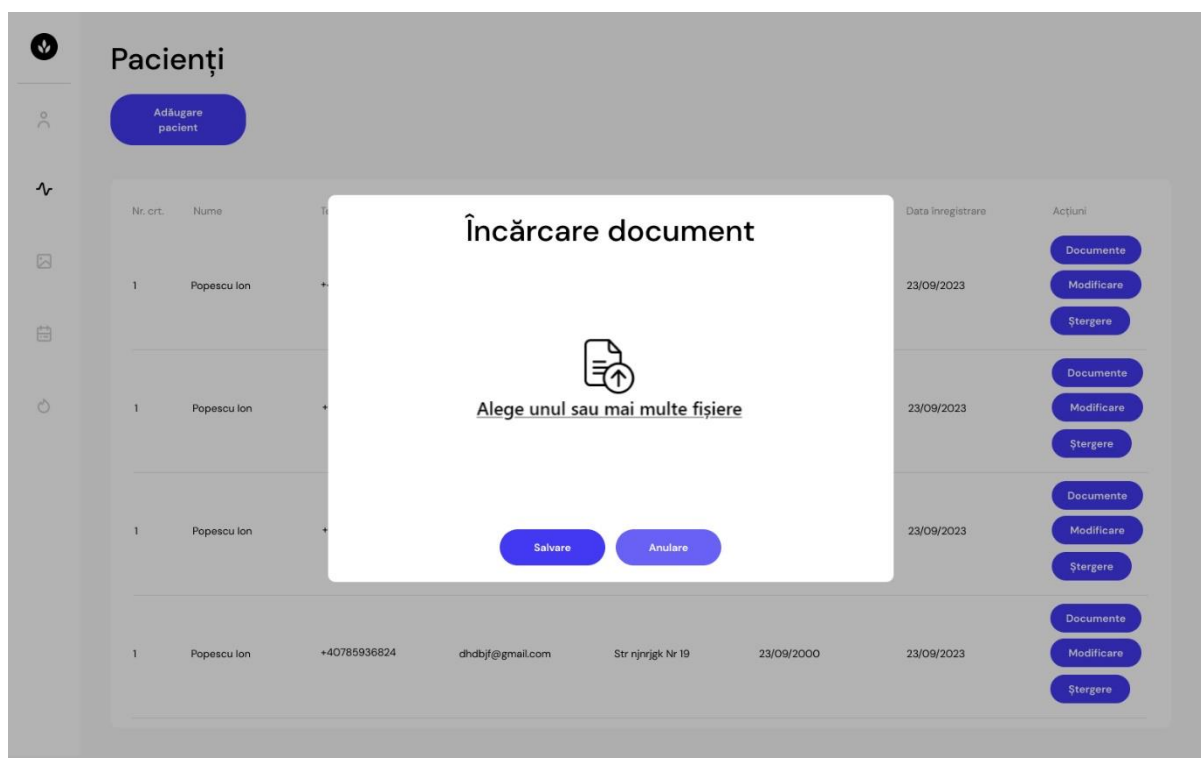 Pacienți
Adăugare
pacient
Nr. crt. Nume Data înregistrare Acțiuni
Încărcare document
Documente
1 Popescu Ion 23/09/2023 Modificare
Ștergere
Alege unul sau mai multe fișiere
Documente
1 Popescu Ion + 23/09/2023 Modificare
Ștergere
Documente
1 Popescu Ion + 23/09/2023 Modificare
Ștergere
Salvare Anulare
Documente
1 Popescu Ion +40785936824 dhdbjf@gmail.com Str njnrjgk Nr 19 23/09/2000 23/09/2023 Modificare
Ștergere